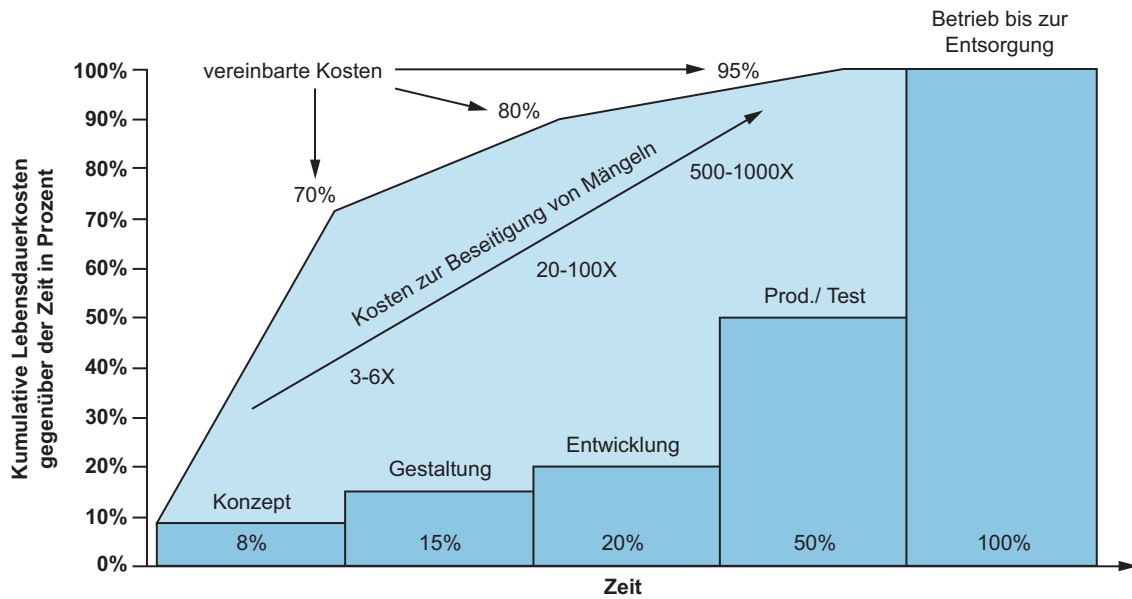 Betrieb bis zur
Entsorgung
vereinbarte Kosten
95%
80%
70%
100%
90%
80%
70%
60%
50%
40%
30%
20%
10%
0%
Kumulative Lebensdauerkosten
gegenüber der Zeit in Prozent
Kosten zur Beseitigung von Mängeln
500-1000X
20-100X
3-6X
Prod./ Test
Entwicklung
Gestaltung
Konzept
8%
15%
20%
50%
100%
Zeit